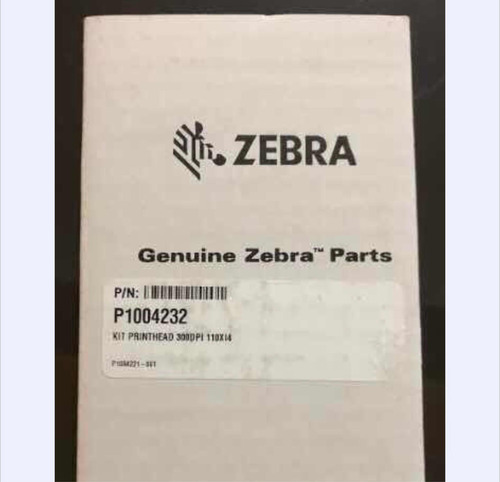 ZEBRA
Genuine Zebra™ Parts
P/N:
P1004232
KIT PRINTHEAD 300DPI 110XI4